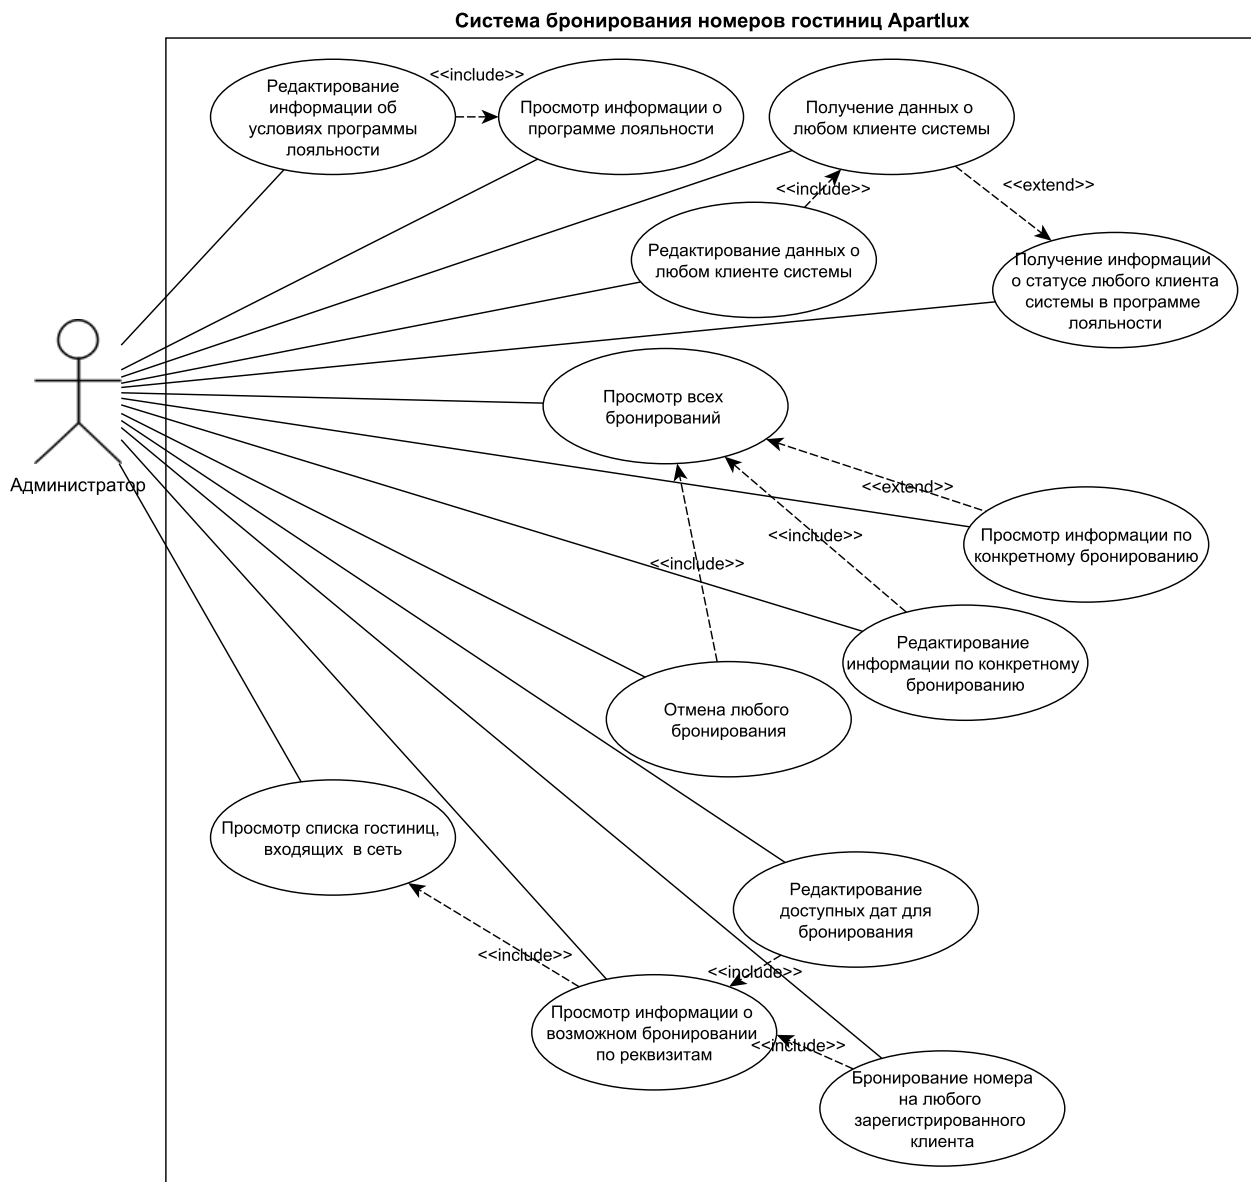 Система бронирования номеров гостиниц Apartlux
Редактирование
информации об
условиях программы
лояльности
<<include>>
Просмотр информации о
программе лояльности
Получение данных о
любом клиенте системы
<<include>>
<<extend>>
Редактирование данных о
любом клиенте системы
Получение информации
о статусе любого клиента
системы в программе
лояльности
Администратор
Просмотр всех
бронирований
<<extend>>
Просмотр информации по
конкретному бронированию
<<include>>
<<include>>
Редактирование
информации по конкретному
бронированию
Отмена любого
бронирования
Просмотр списка гостиниц,
входящих в сеть
Редактирование
доступных дат для
бронирования
<<include>>
<<include>>
Просмотр информации о
возможном бронировании
по реквизитам
<<include>>
Бронирование номера
на любого
зарегистрированного
клиента